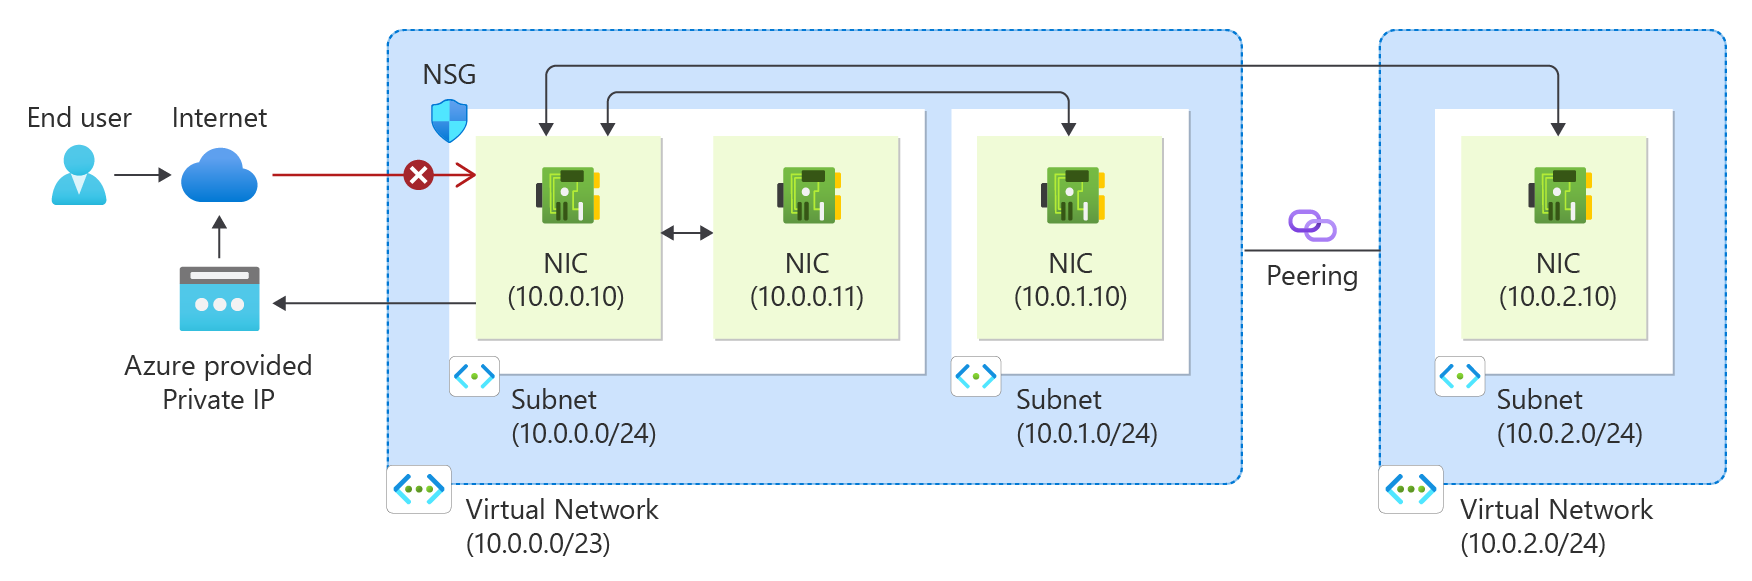 NSG
End user
Internet
NIC
(10.0.0.10)
NIC
(10.0.0.11)
NIC
(10.0.1.10)
Peering
NIC
(10.0.2.10)
Azure provided
Private IP
Subnet
(10.0.0.0/24)
Subnet
(10.0.1.0/24)
Subnet
(10.0.2.0/24)
Virtual Network
(10.0.0.0/23)
Virtual Network
(10.0.2.0/24)